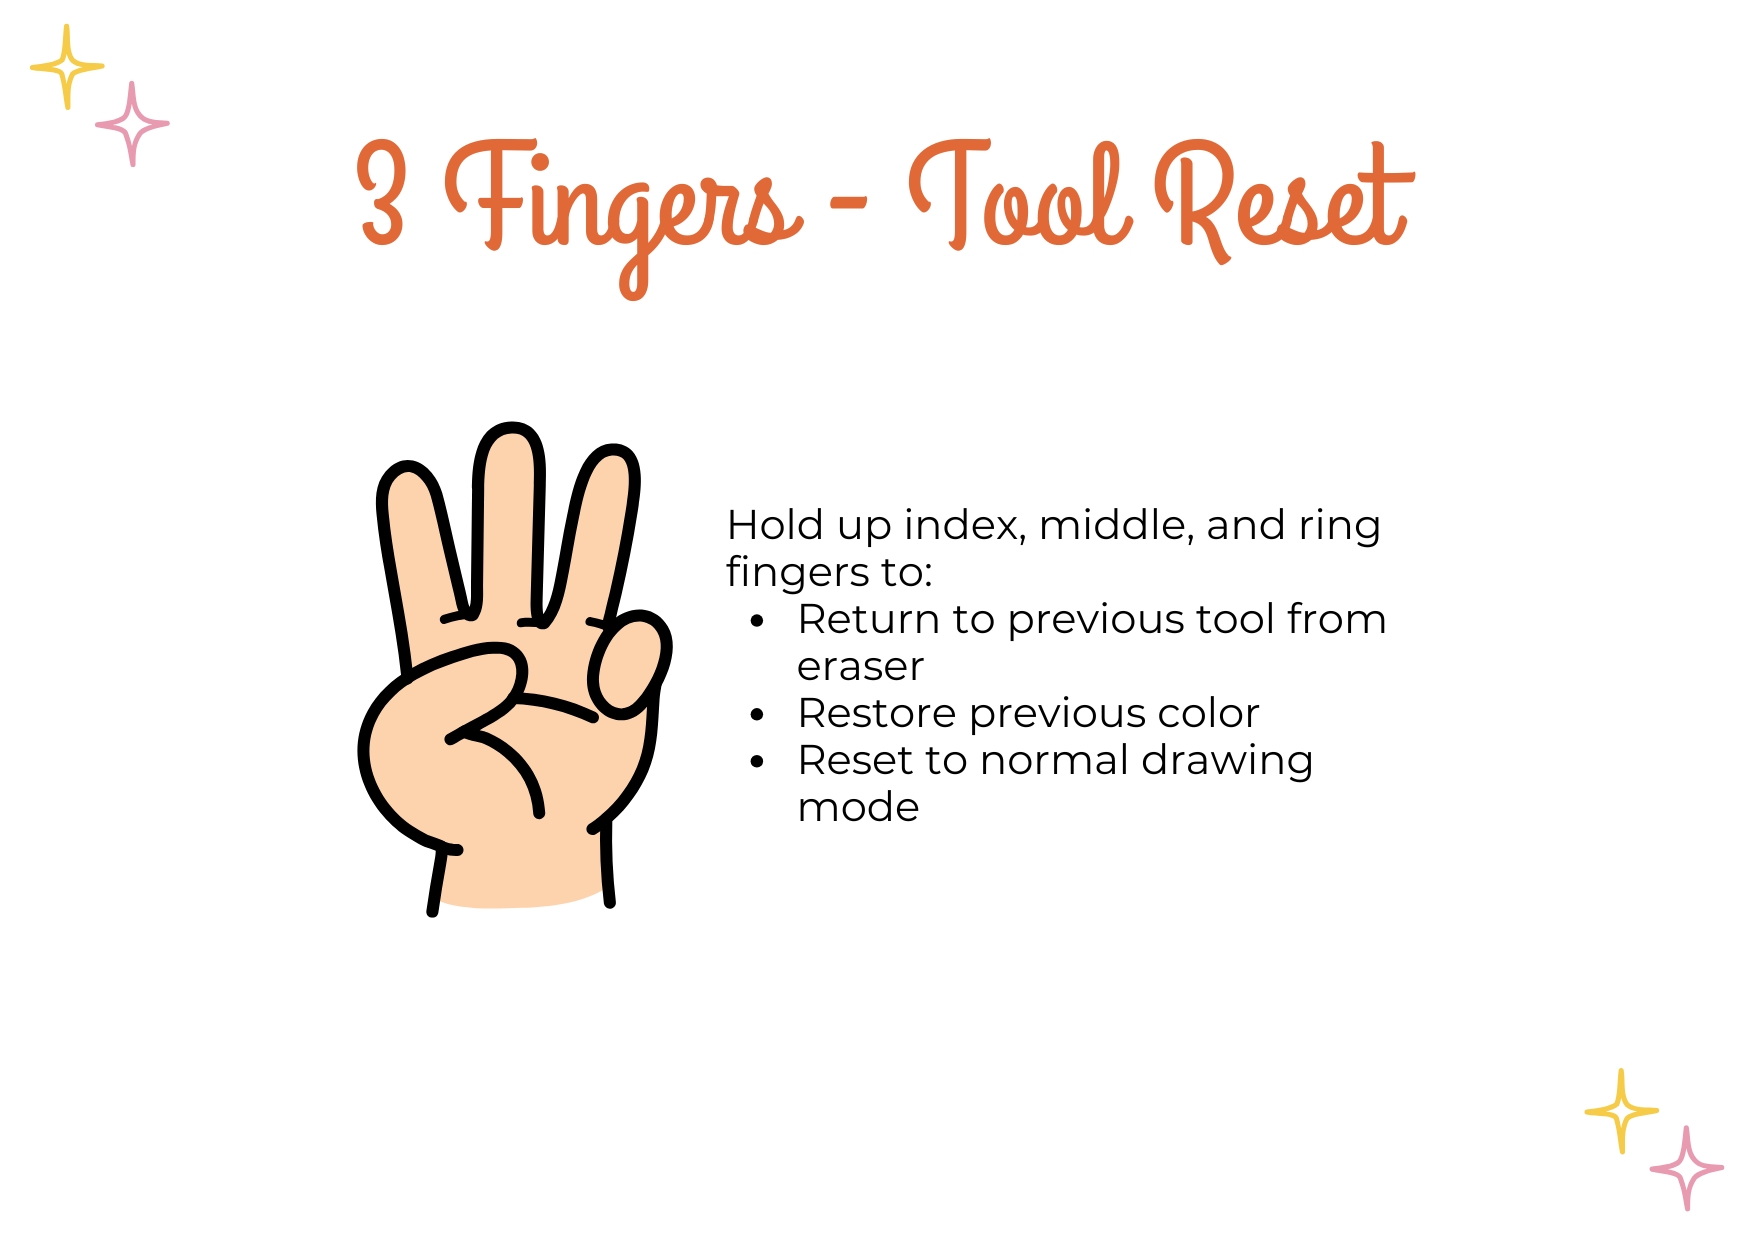 3 Fingers - Tool Reset
Hold up index, middle, and ring
fingers to:
• Return to previous tool from
eraser
• Restore previous color
• Reset to normal drawing
mode